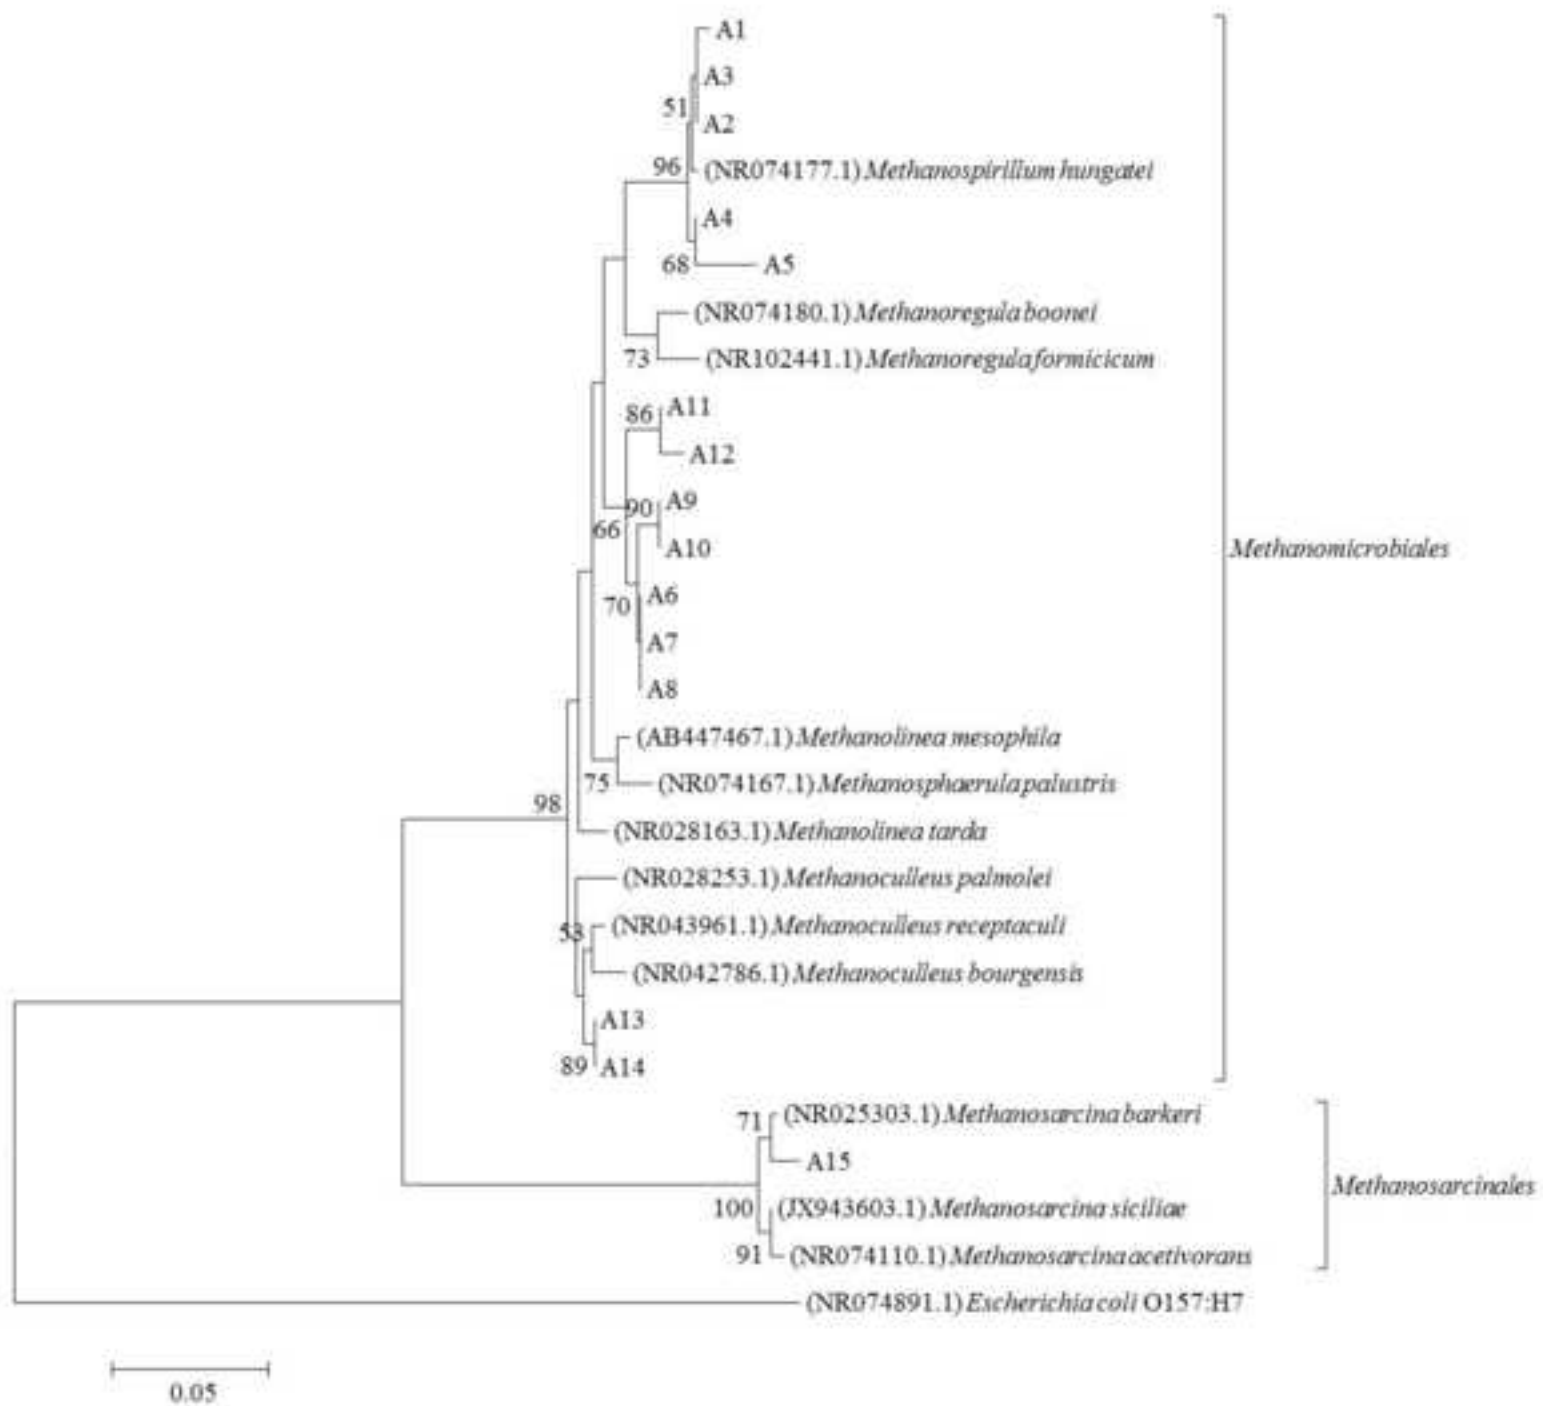 A1
A3
51
A2
96
(NR074177.1) Methanospirillum hungatei
A4
68
A5
(NR074180.1) Methanoregula boonei
73
(NR102441.1) Methanoregula formicicum
86
A11
A12
90
A9
66
A10
Methanomicrobiales
70
A6
A7
A8
(AB447467.1) Methanolinea mesophila
75
(NR074167.1) Methanosphaerula palustris
98
(NR028163.1) Methanolinea tarda
(NR028253.1) Methanoculleus palmolei
53
(NR043961.1) Methanoculleus receptaculi
(NR042786.1) Methanoculleus bourgensis
A13
89
A14
71
(NR025303.1) Methanosarcina barkeri
A15
Methanosarcinales
100
(JX943603.1) Methanosarcina siciliae
91
(NR074110.1) Methanosarcina acetivorans
(NR074891.1) Escherichia coli O157:H7
0.05